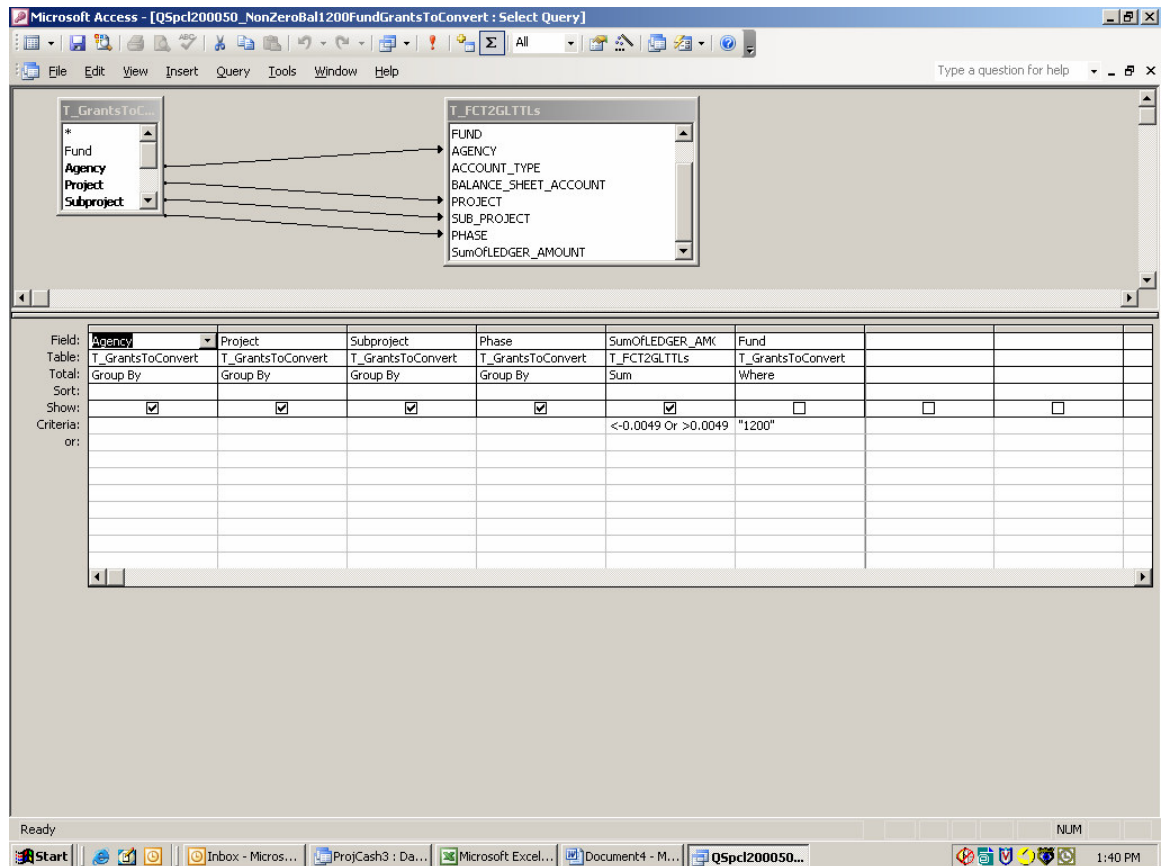 Microsoft Access - [QSpcl200050_NonZeroBal1200FundGrantsToConvert : Select Query]
All
File Edit View Insert Query Tools Window Help Type a question for help
T_GrantsToC...
*
Fund
Agency
Project
Subproject
T_FCT2GLTTLs
FUND
AGENCY
ACCOUNT_TYPE
BALANCE_SHEET_ACCOUNT
PROJECT
SUB_PROJECT
PHASE
SumOfLEDGER_AMOUNT
Field: Agency Project Subproject Phase SumOfLEDGER_AM( Fund
Table: T_GrantsToConvert T_GrantsToConvert T_GrantsToConvert T_GrantsToConvert T_FCT2GLTTLs T_GrantsToConvert
Total: Group By Group By Group By Group By Sum Where
Sort:
Show:
Criteria: <-0.0049 Or >0.0049 "1200"
or:
Ready NUM
Start Inbox - Micros... ProjCash3 : Da... Microsoft Excel... Document4 - M... QSpcl200050... 1:40 PM